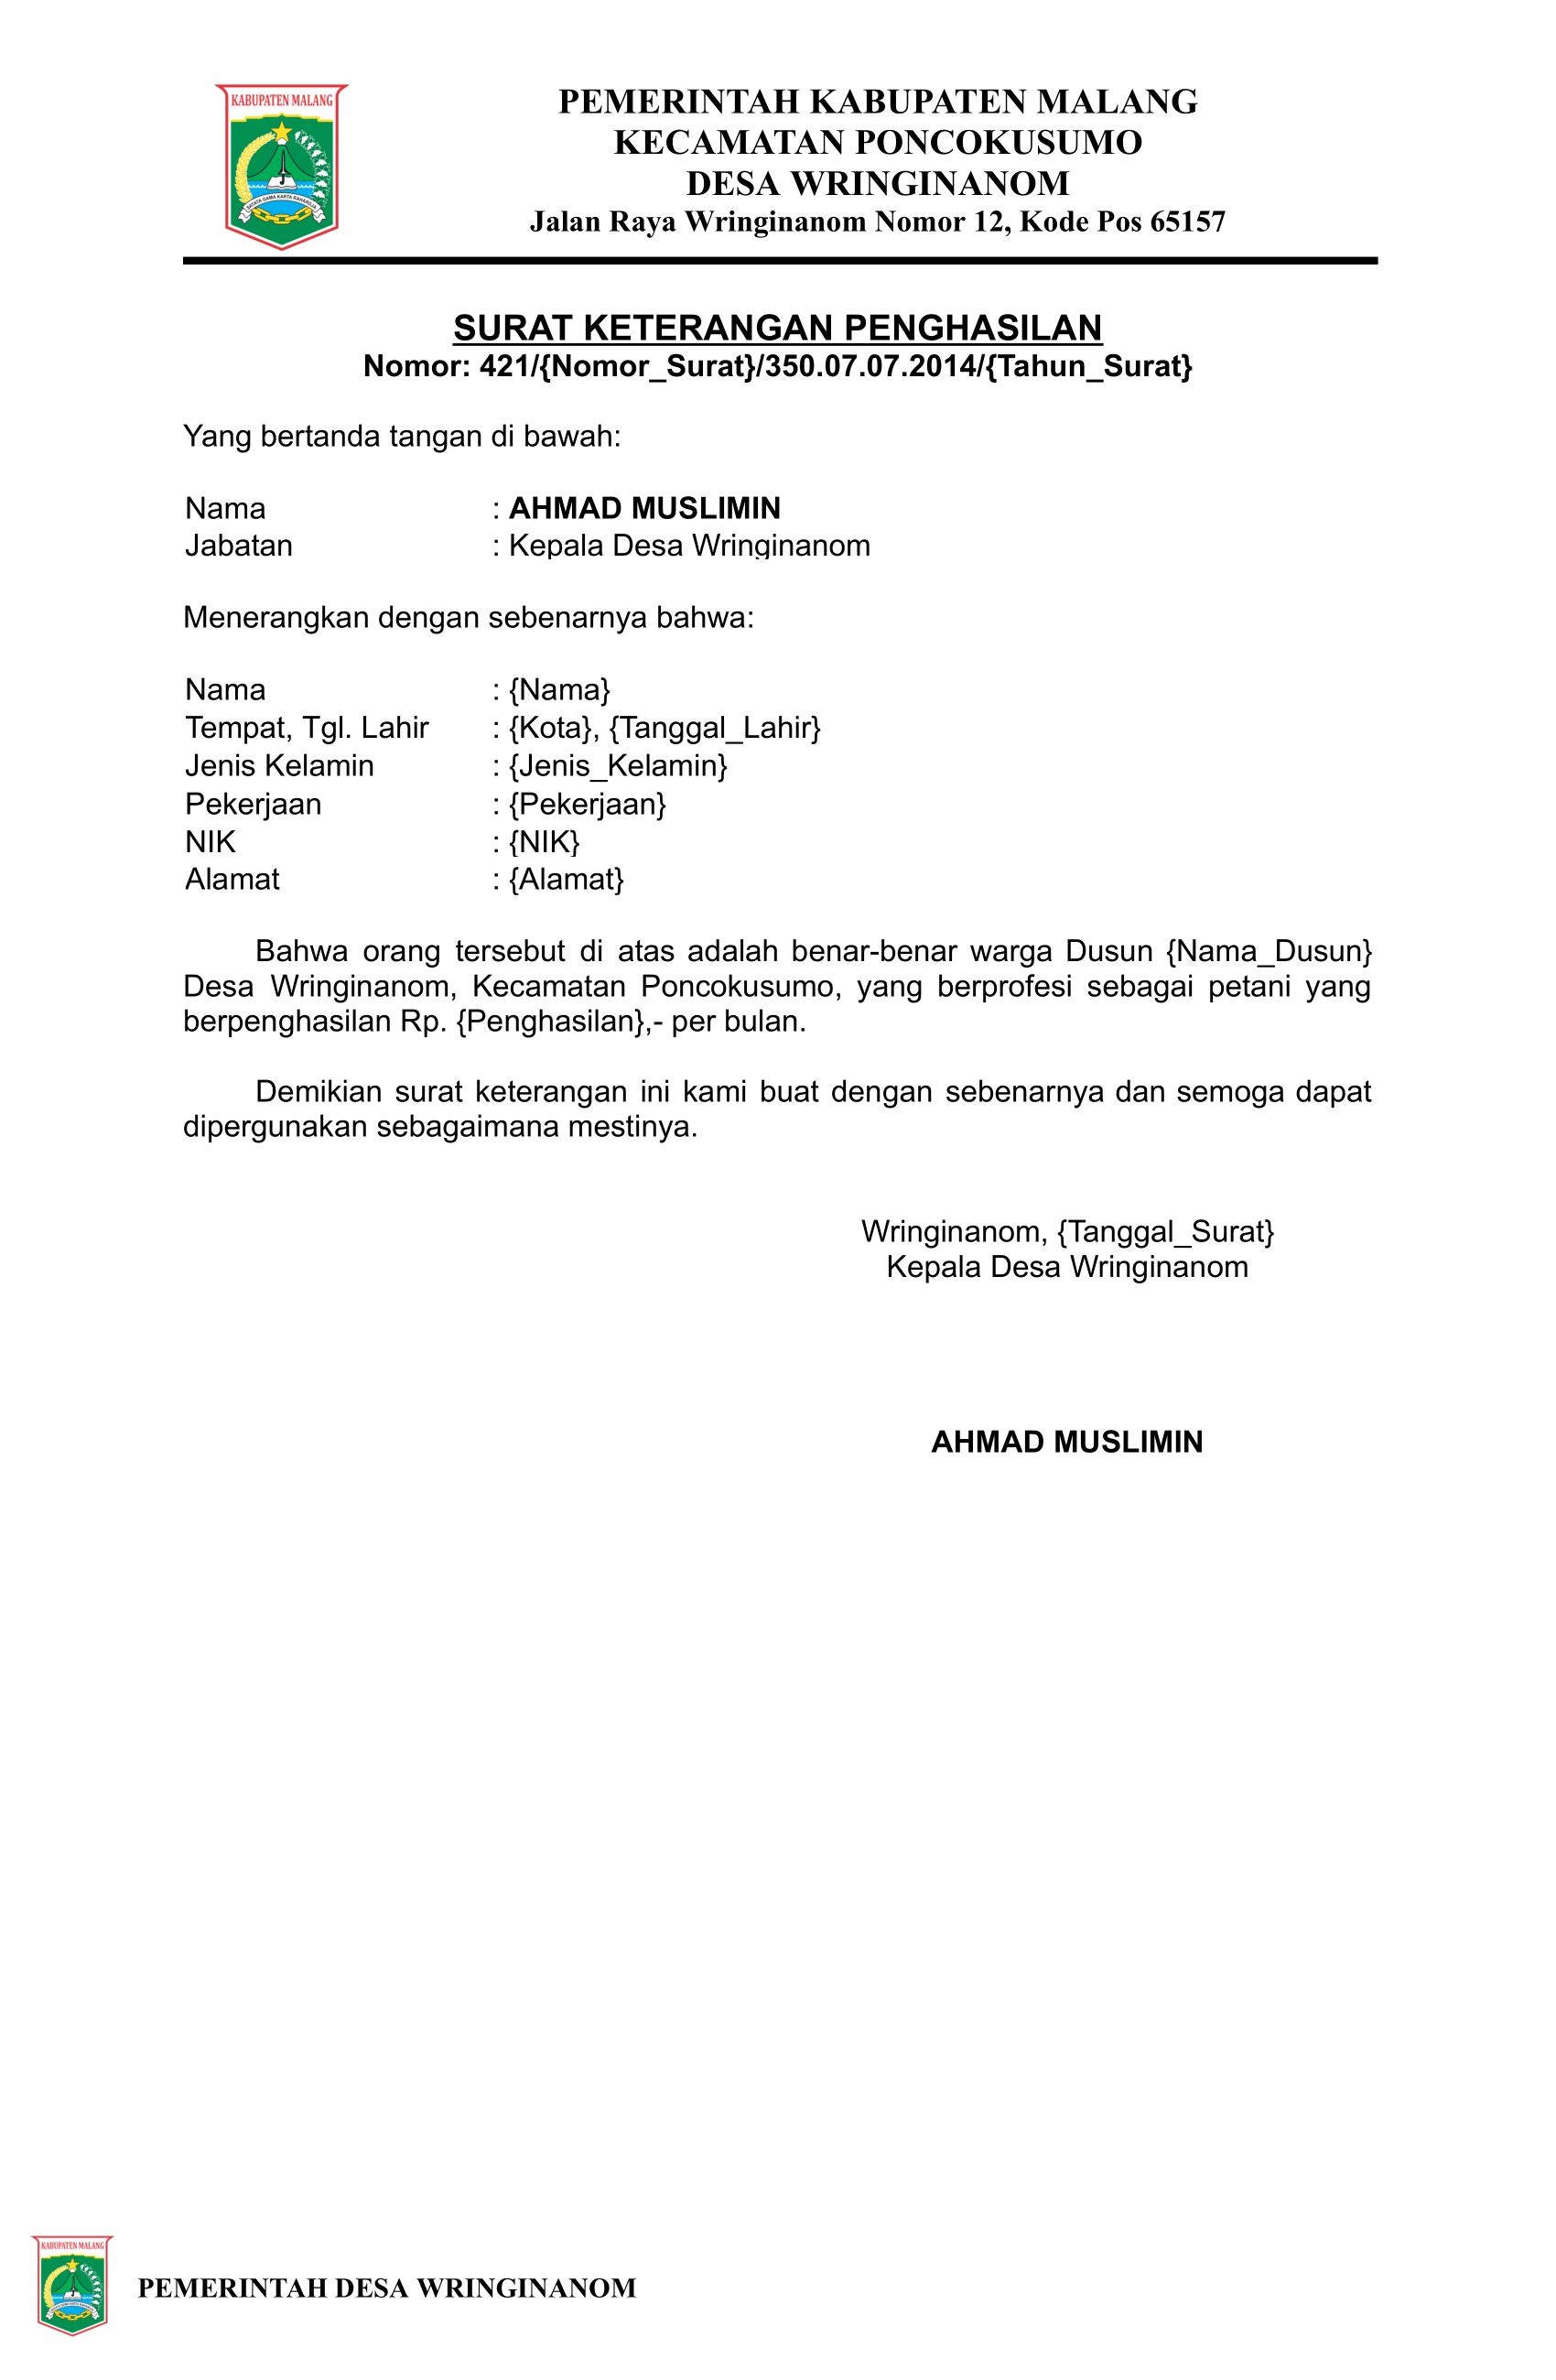 KABUPATEN MALANG
SATATA GAMA KARTA RAHARDJA
PEMERINTAH KABUPATEN MALANG
KECAMATAN PONCOKUSUMO
DESA WRINGINANOM
Jalan Raya Wringinanom Nomor 12, Kode Pos 65157
SURAT KETERANGAN PENGHASILAN
Nomor: 421/{Nomor_Surat}/350.07.07.2014/{Tahun_Surat}
Yang bertanda tangan di bawah:
Nama : AHMAD MUSLIMIN
Jabatan : Kepala Desa Wringinanom
Menerangkan dengan sebenarnya bahwa:
Nama : {Nama}
Tempat, Tgl. Lahir : {Kota}, {Tanggal_Lahir}
Jenis Kelamin : {Jenis_Kelamin}
Pekerjaan : {Pekerjaan}
NIK : {NIK}
Alamat : {Alamat}
Bahwa orang tersebut di atas adalah benar-benar warga Dusun {Nama_Dusun}
Desa Wringinanom, Kecamatan Poncokusumo, yang berprofesi sebagai petani yang
berpenghasilan Rp. {Penghasilan},- per bulan.
Demikian surat keterangan ini kami buat dengan sebenarnya dan semoga dapat
dipergunakan sebagaimana mestinya.
Wringinanom, {Tanggal_Surat}
Kepala Desa Wringinanom
AHMAD MUSLIMIN
KABUPATEN MALANG
PEMERINTAH DESA WRINGINANOM